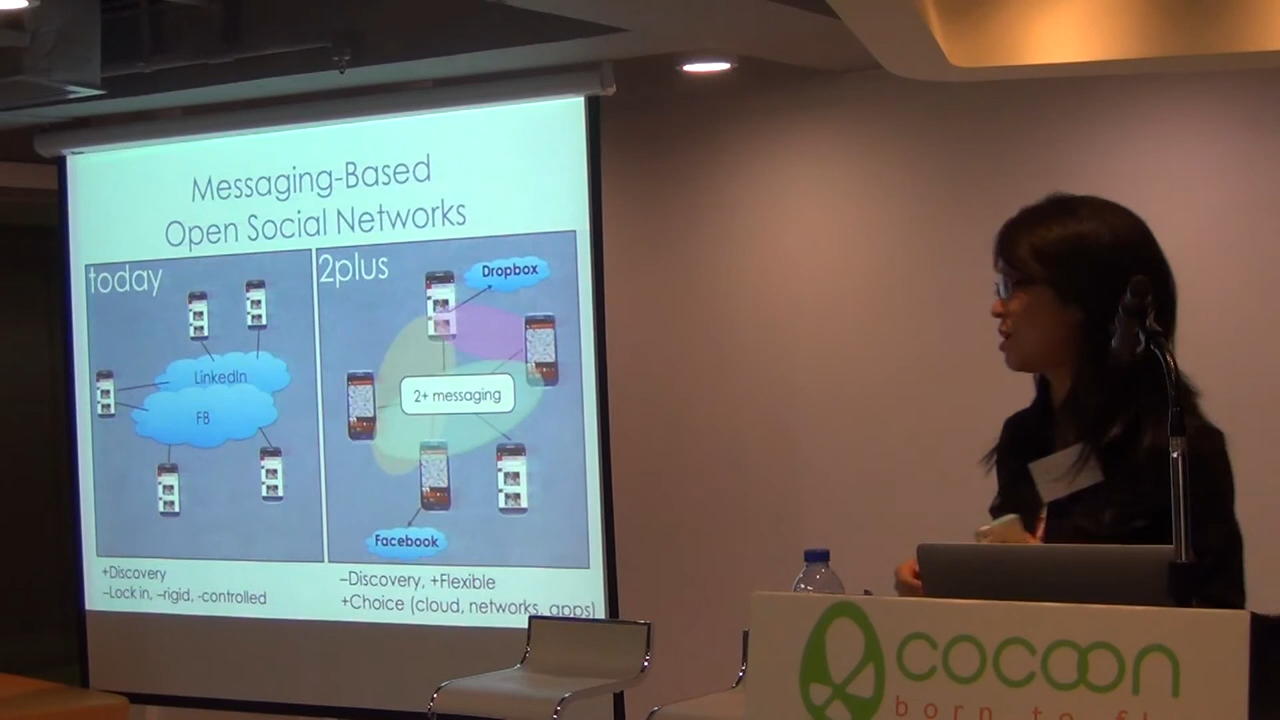 Messaging-Based
Open Social Networks
today
LinkedIn
FB
+Discovery
–Lock in, –rigid, -controlled
2plus
Dropbox
2+ messaging
Facebook
–Discovery, +Flexible
+Choice (cloud, networks, apps)
cocoon
born to